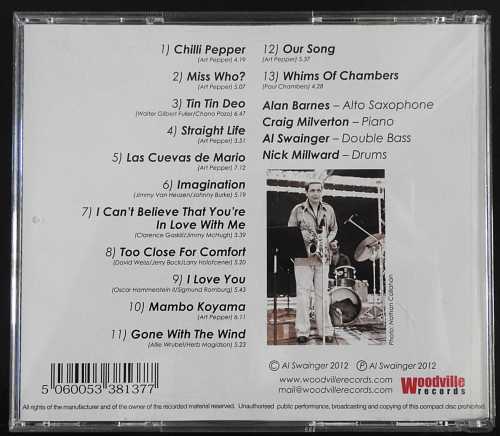 1) Chilli Pepper
(Art Pepper) 4.19
2) Miss Who?
(Art Pepper) 5.07
3) Tin Tin Deo
(Walter Gilbert Fuller/Chano Pozo) 6.47
4) Straight Life
(Art Pepper) 3.51
5) Las Cuevas de Mario
(Art Pepper) 7.12
6) Imagination
(Jimmy Van Heuzen/Johnny Burke) 5.19
7) I Can't Believe That You're
In Love With Me
(Clarence Gaskill/Jimmy McHugh) 3.39
8) Too Close For Comfort
(David Weiss/Jerry Bock/Larry Holofcener) 5.20
9) I Love You
(Oscar Hammerstein II/Sigmund Romburg) 5.43
10) Mambo Koyama
(Art Pepper) 6.11
11) Gone With The Wind
(Allie Wrubel/Herb Magidson) 5.23
12) Our Song
(Art Pepper) 5.37
13) Whims Of Chambers
(Paul Chambers) 4.28
Alan Barnes – Alto Saxophone
Craig Milverton – Piano
Al Swainger – Double Bass
Nick Millward – Drums
Photo: Nathan Callahan
5 060053 381377
© Al Swainger 2012 ℗ Al Swainger 2012
www.woodvillerecords.com
mail@woodvillerecords.com
Woodville
records
All rights of the manufacturer and of the owner of the recorded material reserved. Unauthorised public performance, broadcasting and copying of this compact disc prohibited.